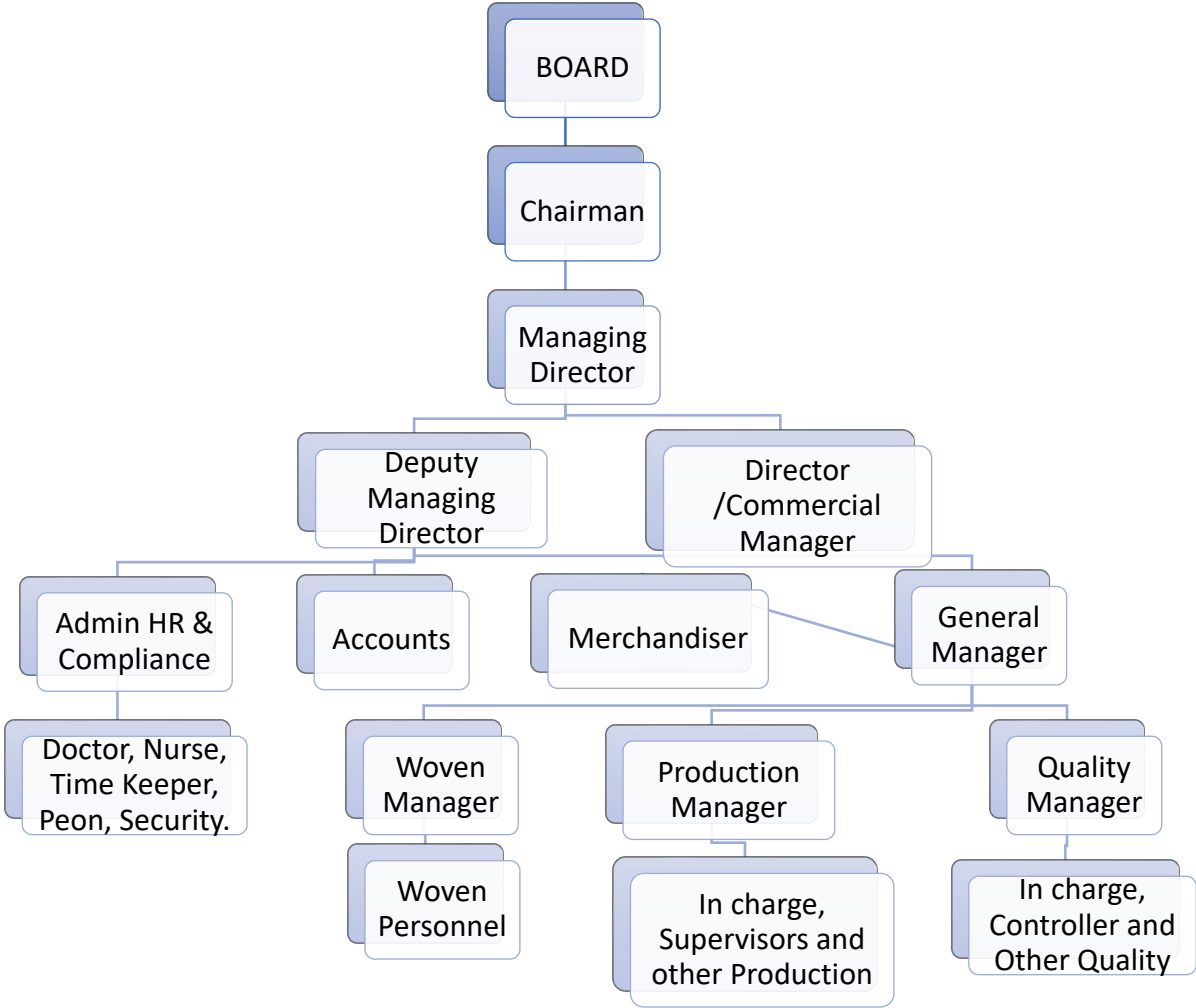 BOARD
Chairman
Managing
Director
Deputy
Managing
Director
Director
/Commercial
Manager
Admin HR &
Compliance
Accounts
Merchandiser
General
Manager
Doctor, Nurse,
Time Keeper,
Peon, Security.
Woven
Manager
Production
Manager
Quality
Manager
Woven
Personnel
In charge,
Supervisors and
other Production
In charge,
Controller and
Other Quality